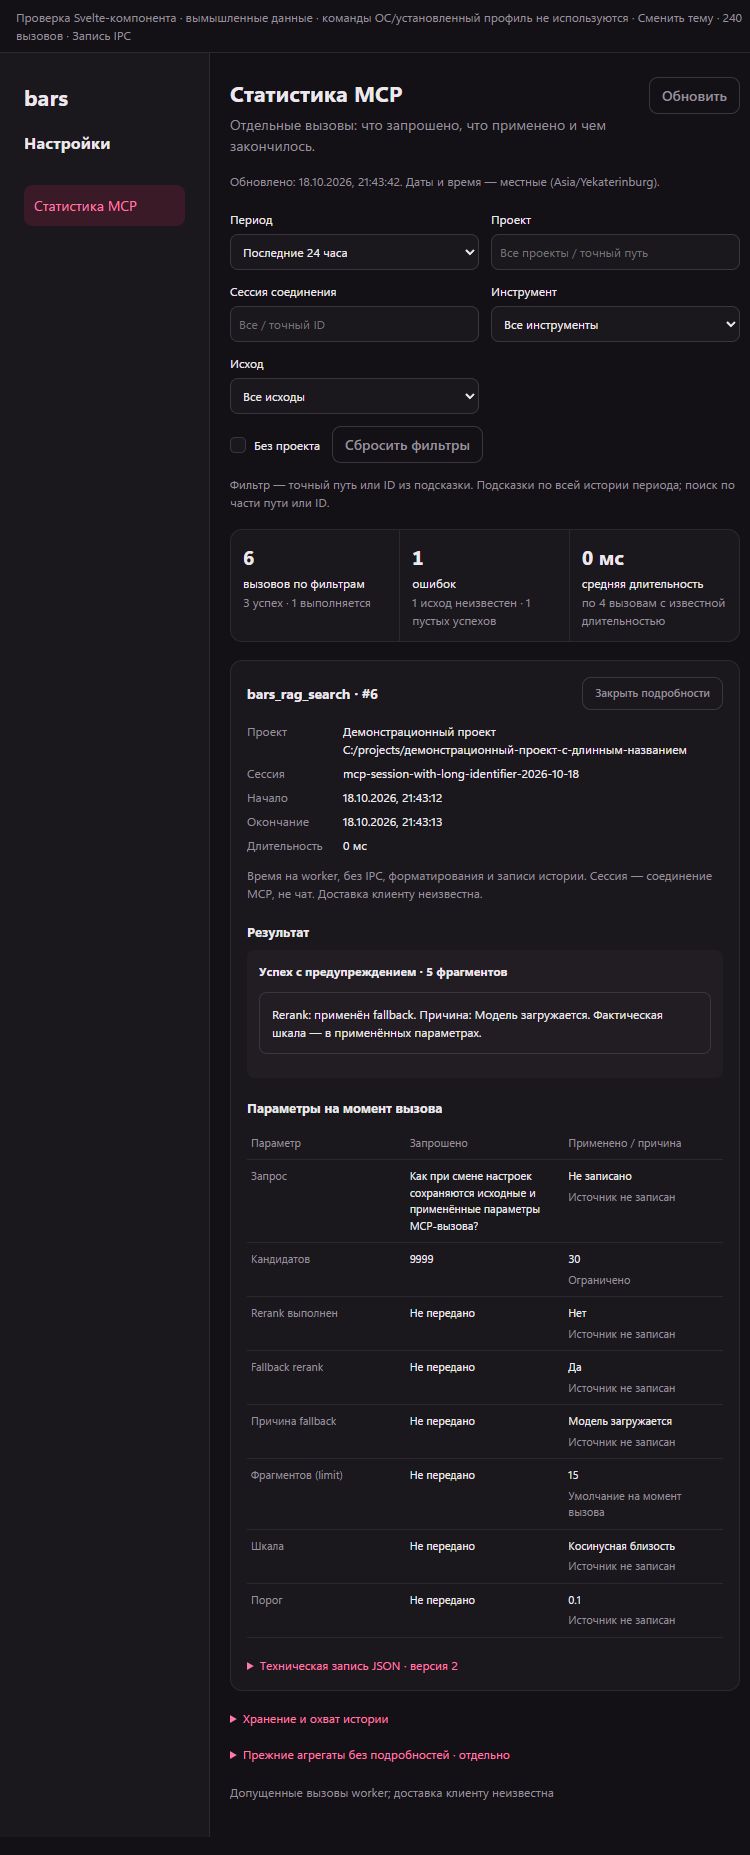 Проверка Svelte-компонента · вымышленные данные · команды ОС/установленный профиль не используются · Сменить тему · 240
вызовов · Запись IPC
bars
Настройки
Статистика MCP
Статистика MCP
Обновить
Отдельные вызовы: что запрошено, что применено и чем
закончилось.
Обновлено: 18.10.2026, 21:43:42. Даты и время — местные (Asia/Yekaterinburg).
Период
Проект
Последние 24 часа
Все проекты / точный путь
Сессия соединения
Инструмент
Все / точный ID
Все инструменты
Исход
Все исходы
Без проекта
Сбросить фильтры
Фильтр — точный путь или ID из подсказки. Подсказки по всей истории периода; поиск по
части пути или ID.
6
вызовов по фильтрам
3 успех · 1 выполняется
1
ошибок
1 исход неизвестен · 1
пустых успехов
0 мс
средняя длительность
по 4 вызовам с известной
длительностью
bars_rag_search · #6
Закрыть подробности
Проект
Демонстрационный проект
C:/projects/демонстрационный-проект-с-длинным-названием
Сессия
mcp-session-with-long-identifier-2026-10-18
Начало
18.10.2026, 21:43:12
Окончание
18.10.2026, 21:43:13
Длительность
0 мс
Время на worker, без IPC, форматирования и записи истории. Сессия — соединение
MCP, не чат. Доставка клиенту неизвестна.
Результат
Успех с предупреждением · 5 фрагментов
Rerank: применён fallback. Причина: Модель загружается. Фактическая
шкала — в применённых параметрах.
Параметры на момент вызова
Параметр
Запрошено
Применено / причина
Запрос
Как при смене настроек
сохраняются исходные и
применённые параметры
MCP-вызова?
Не записано
Источник не записан
Кандидатов
9999
30
Ограничено
Rerank выполнен
Не передано
Нет
Источник не записан
Fallback rerank
Не передано
Да
Источник не записан
Причина fallback
Не передано
Модель загружается
Источник не записан
Фрагментов (limit)
Не передано
15
Умолчание на момент
вызова
Шкала
Не передано
Косинусная близость
Источник не записан
Порог
Не передано
0.1
Источник не записан
Техническая запись JSON · версия 2
Хранение и охват истории
Прежние агрегаты без подробностей · отдельно
Допущенные вызовы worker; доставка клиенту неизвестна